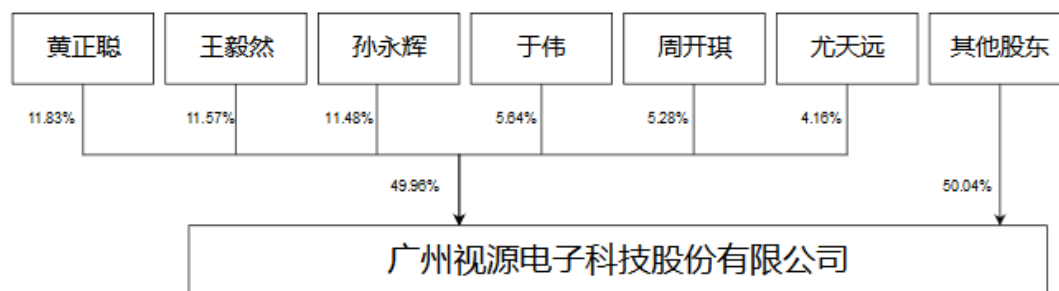 黄正聪 王毅然 孙永辉 于伟 周开琪 尤天远 其他股东
11.83% 11.57% 11.48% 5.64% 5.28% 4.16%
49.96% 50.04%
广州视源电子科技股份有限公司